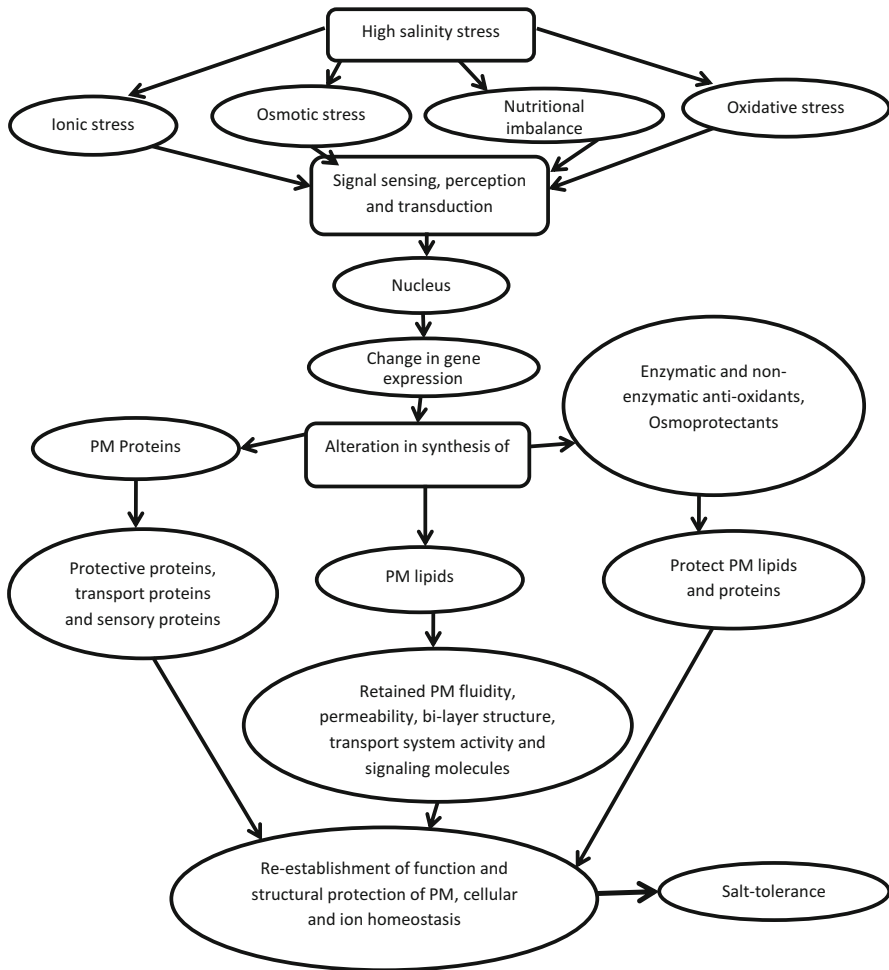 High salinity stress
Ionic stress
Osmotic stress
Nutritional
imbalance
Oxidative stress
Signal sensing, perception
and transduction
Nucleus
Change in gene
expression
Enzymatic and non-
enzymatic anti-oxidants,
Osmoprotectants
PM Proteins
Alteration in synthesis of
Protective proteins,
transport proteins
and sensory proteins
PM lipids
Protect PM lipids
and proteins
Retained PM fluidity,
permeability, bi-layer structure,
transport system activity and
signaling molecules
Re-establishment of function and
structural protection of PM, cellular
and ion homeostasis
Salt-tolerance